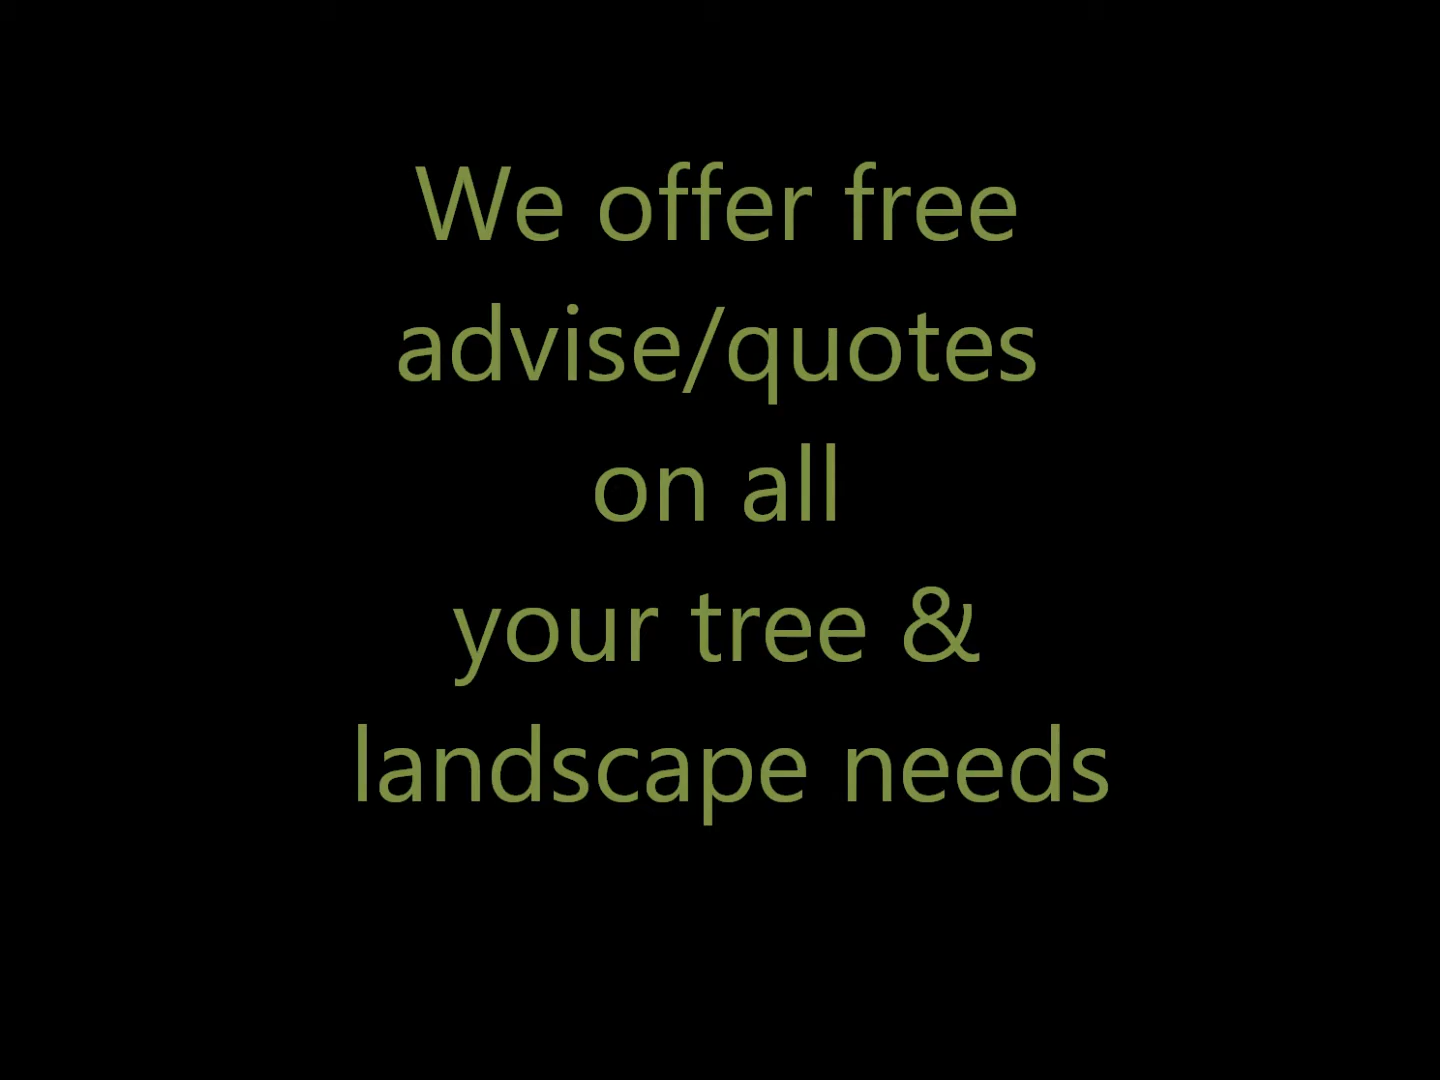 We offer free
advise/quotes
on all
your tree &
landscape needs